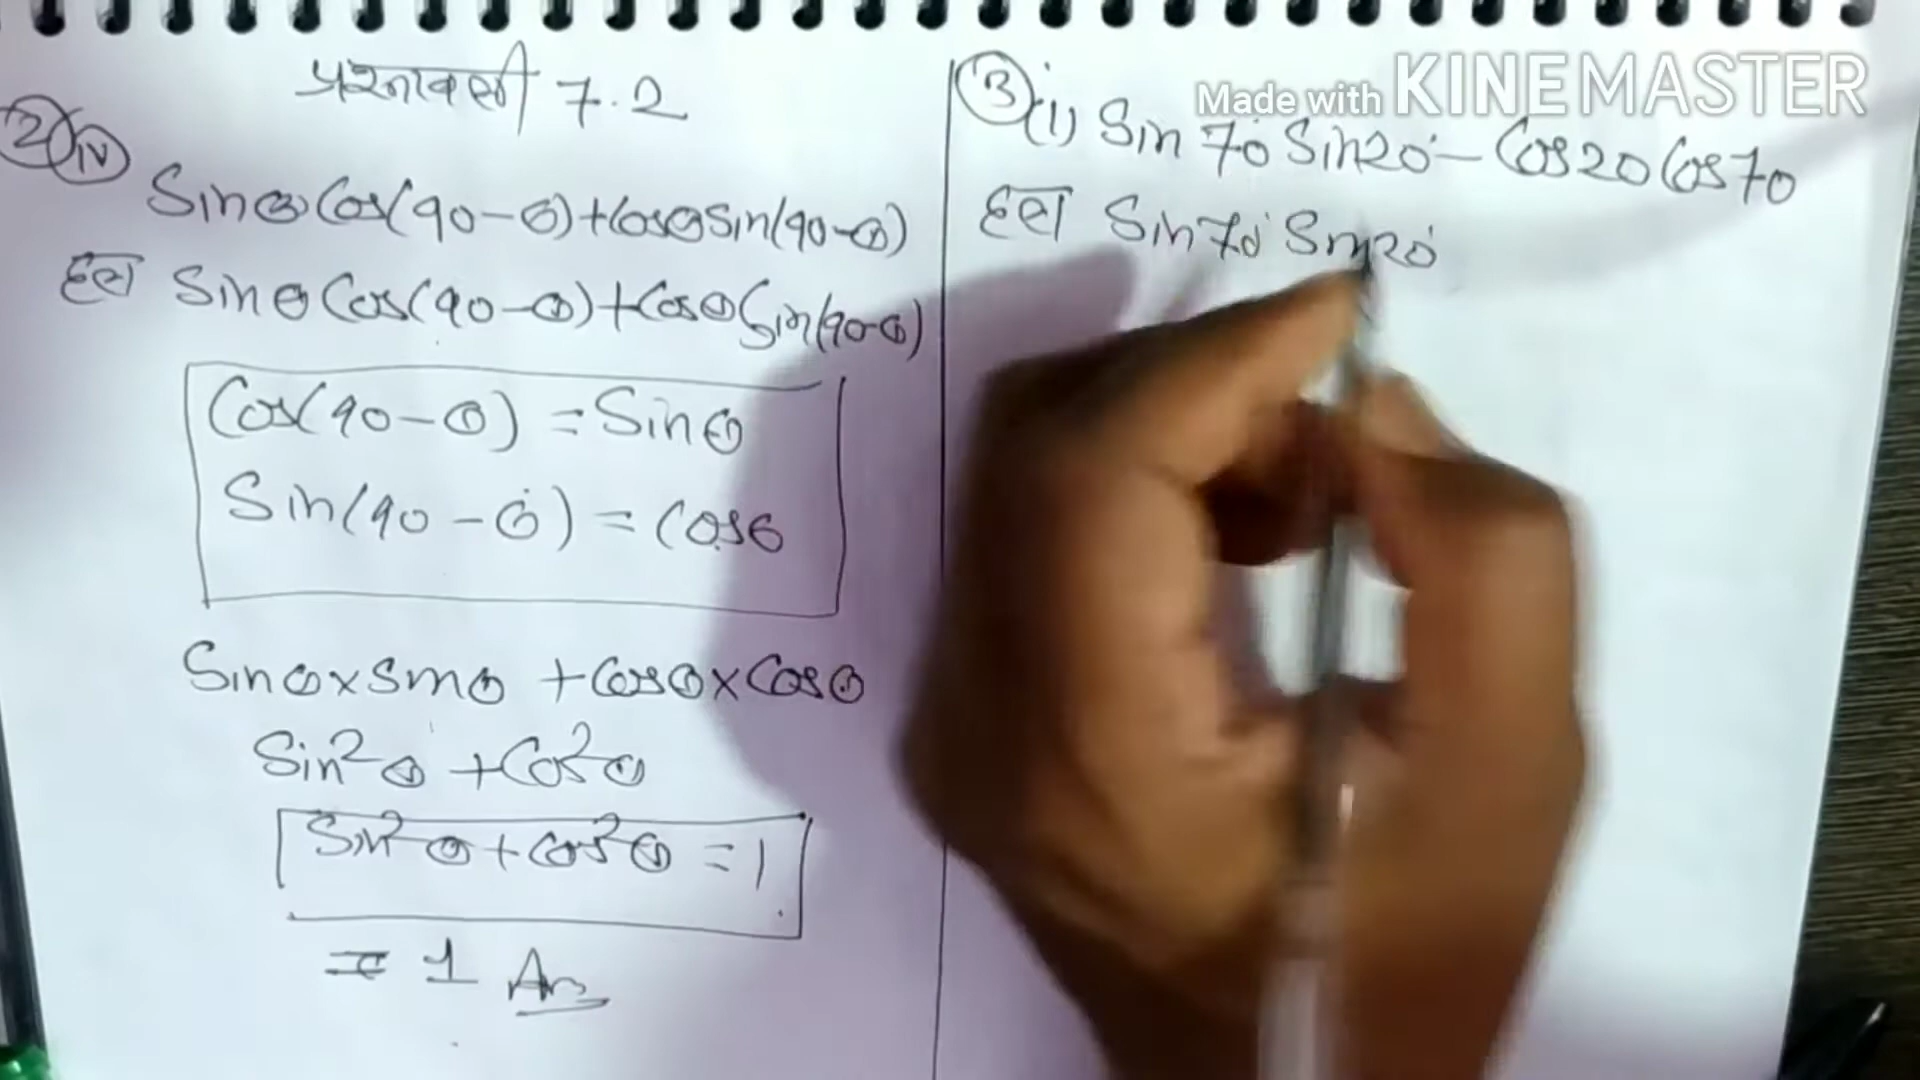 प्रश्नावली 7.2
2 IV
Sinθ Cos(90-θ)+Cosθ Sin(90-θ)
हल Sinθ Cos(90-θ)+Cosθ Sin(90-θ)
Cos(90-θ) = Sinθ
Sin(90-θ) = Cosθ
Sinθ×Sinθ +Cosθ×Cosθ
Sin²θ +Cos²θ
Sin²θ+Cos²θ =1
= 1 Ans
Made with KINEMASTER
3 (i) Sin 70° Sin20° - Cos20 Cos70
हल Sin70° Sin20°